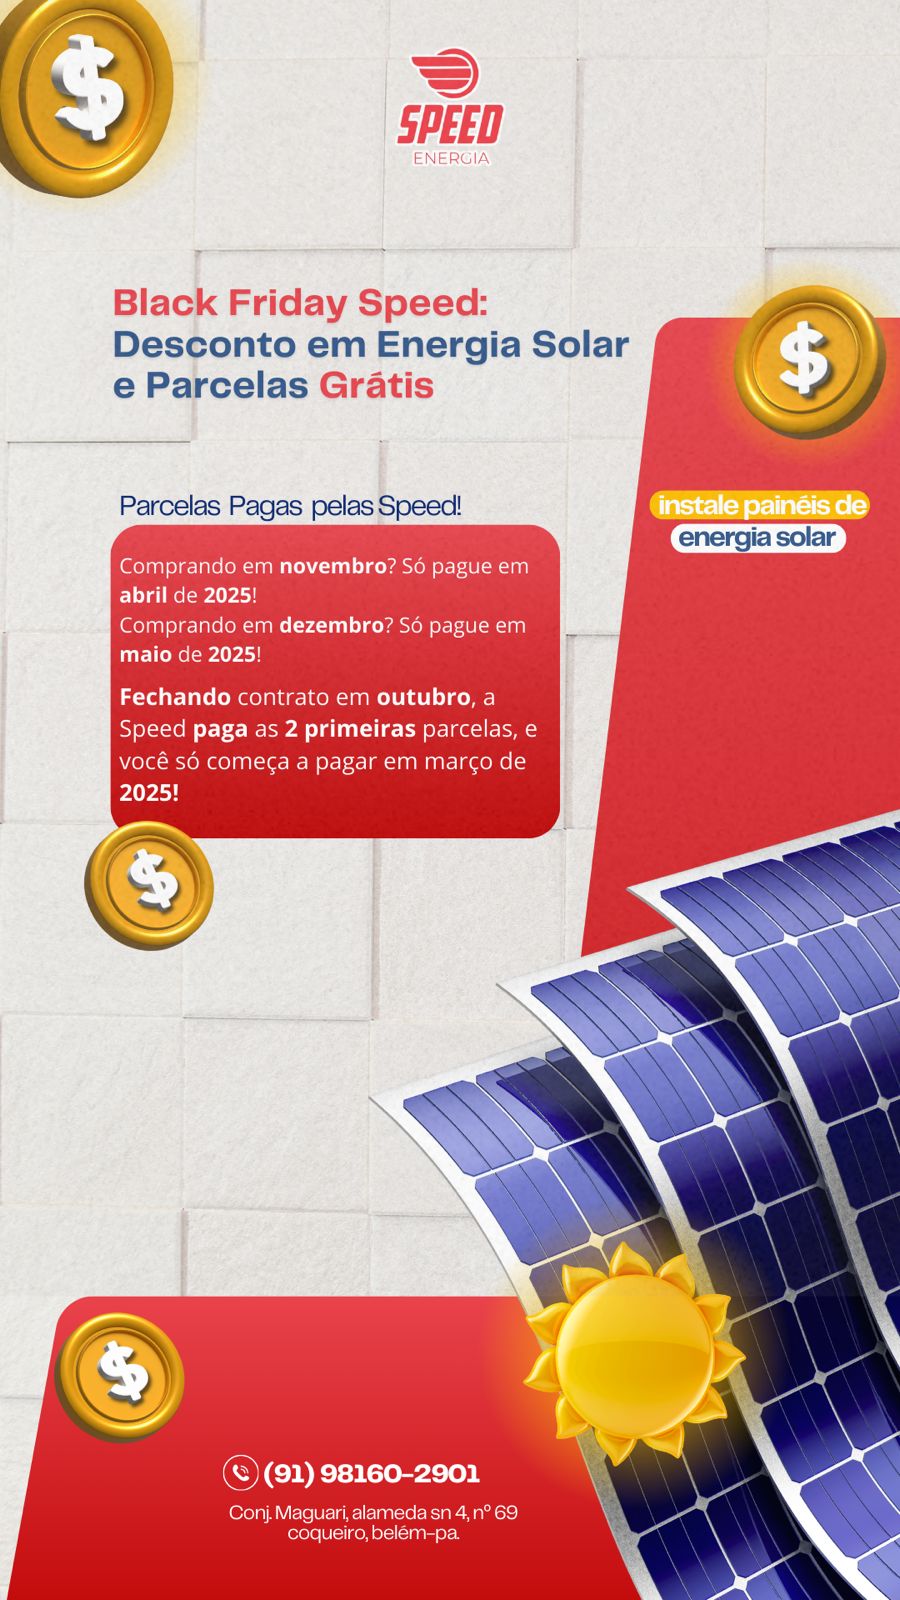 SPEED
ENERGIA
Black Friday Speed:
Desconto em Energia Solar
e Parcelas Grátis
instale painéis de
energia solar
Parcelas Pagas pelas Speed!
Comprando em novembro? Só pague em
abril de 2025!
Comprando em dezembro? Só pague em
maio de 2025!
Fechando contrato em outubro, a
Speed paga as 2 primeiras parcelas, e
você só começa a pagar em março de
2025!
(91) 98160-2901
Conj. Maguari, alameda sn 4, nº 69
coqueiro, belém-pa.